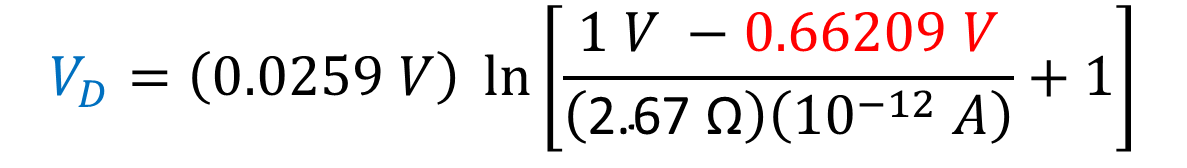 V_D = (0.0259 V) ln [ (1 V − 0.66209 V) / ((2..67 Ω)(10^−12 A)) + 1 ]